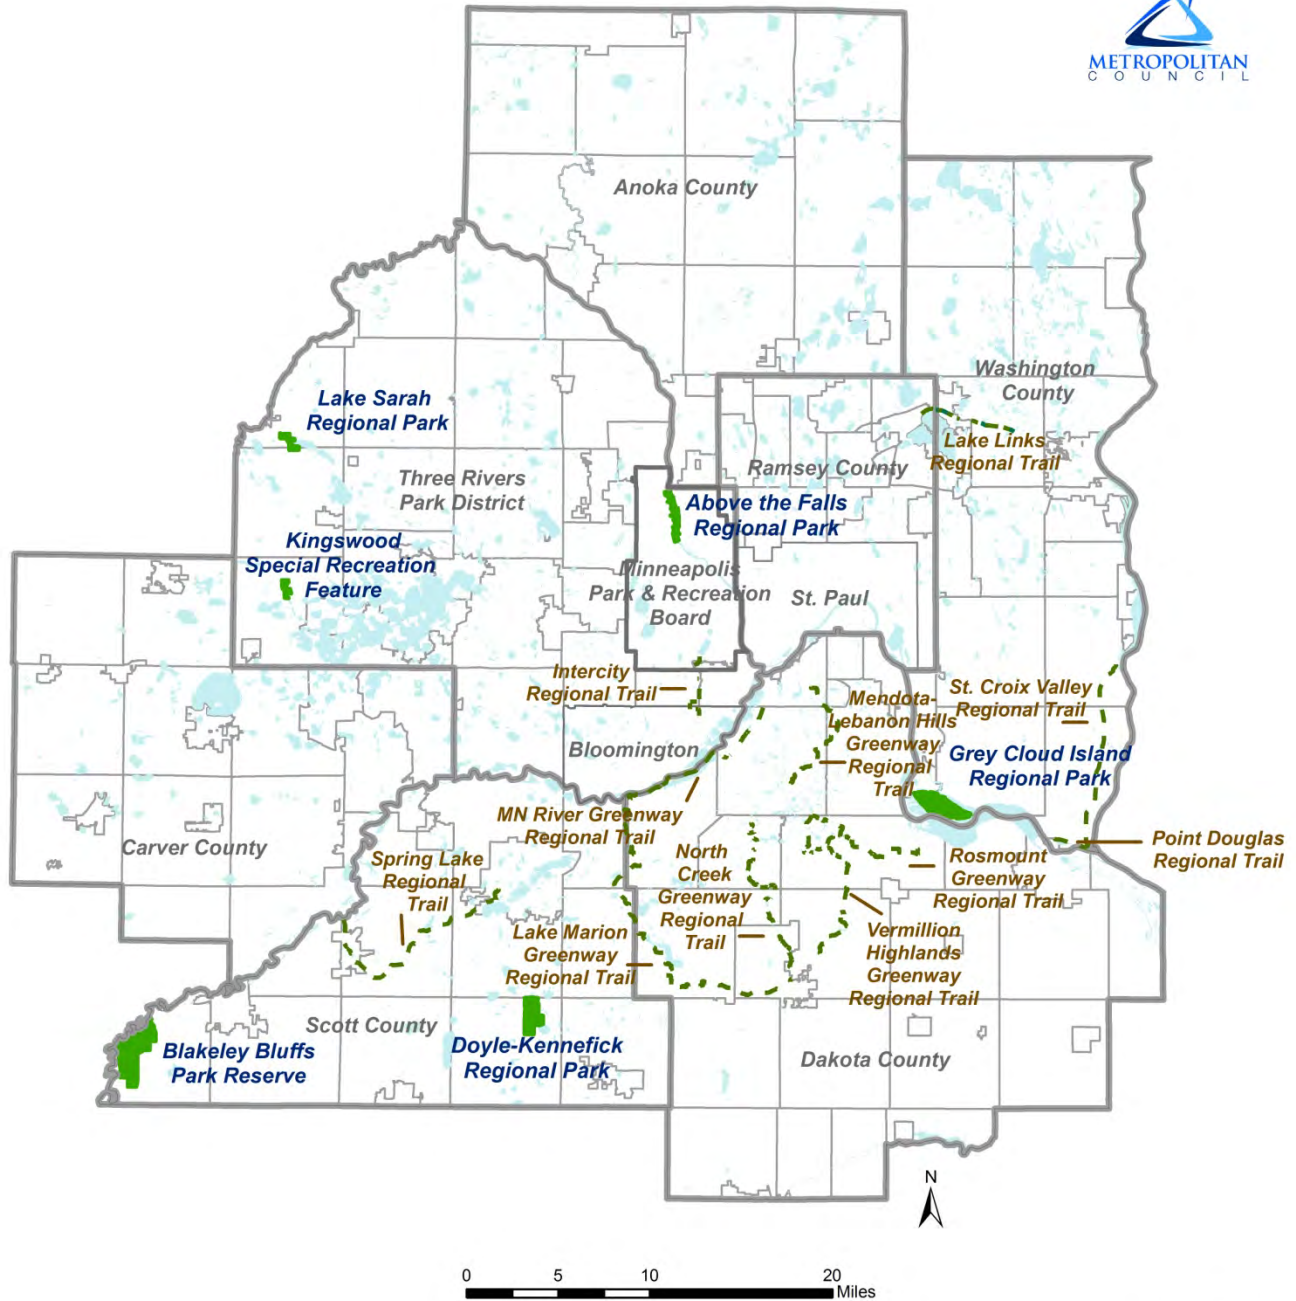 METROPOLITAN
COUNCIL
Anoka County
Washington
County
Lake Sarah
Regional Park
Lake Links
Regional Trail
Ramsey County
Three Rivers
Park District
Above the Falls
Regional Park
Kingswood
Special Recreation
Feature
Minneapolis
Park & Recreation
Board
St. Paul
Intercity
Regional Trail
Mendota-
Lebanon Hills
Greenway
Regional
Trail
St. Croix Valley
Regional Trail
Bloomington
Grey Cloud Island
Regional Park
MN River Greenway
Regional Trail
Carver County
Spring Lake
Regional
Trail
North
Creek
Greenway
Regional
Trail
Rosmount
Greenway
Regional Trail
Point Douglas
Regional Trail
Lake Marion
Greenway
Regional Trail
Vermillion
Highlands
Greenway
Regional Trail
Scott County
Blakeley Bluffs
Park Reserve
Doyle-Kennefick
Regional Park
Dakota County
N
0 5 10 20
Miles